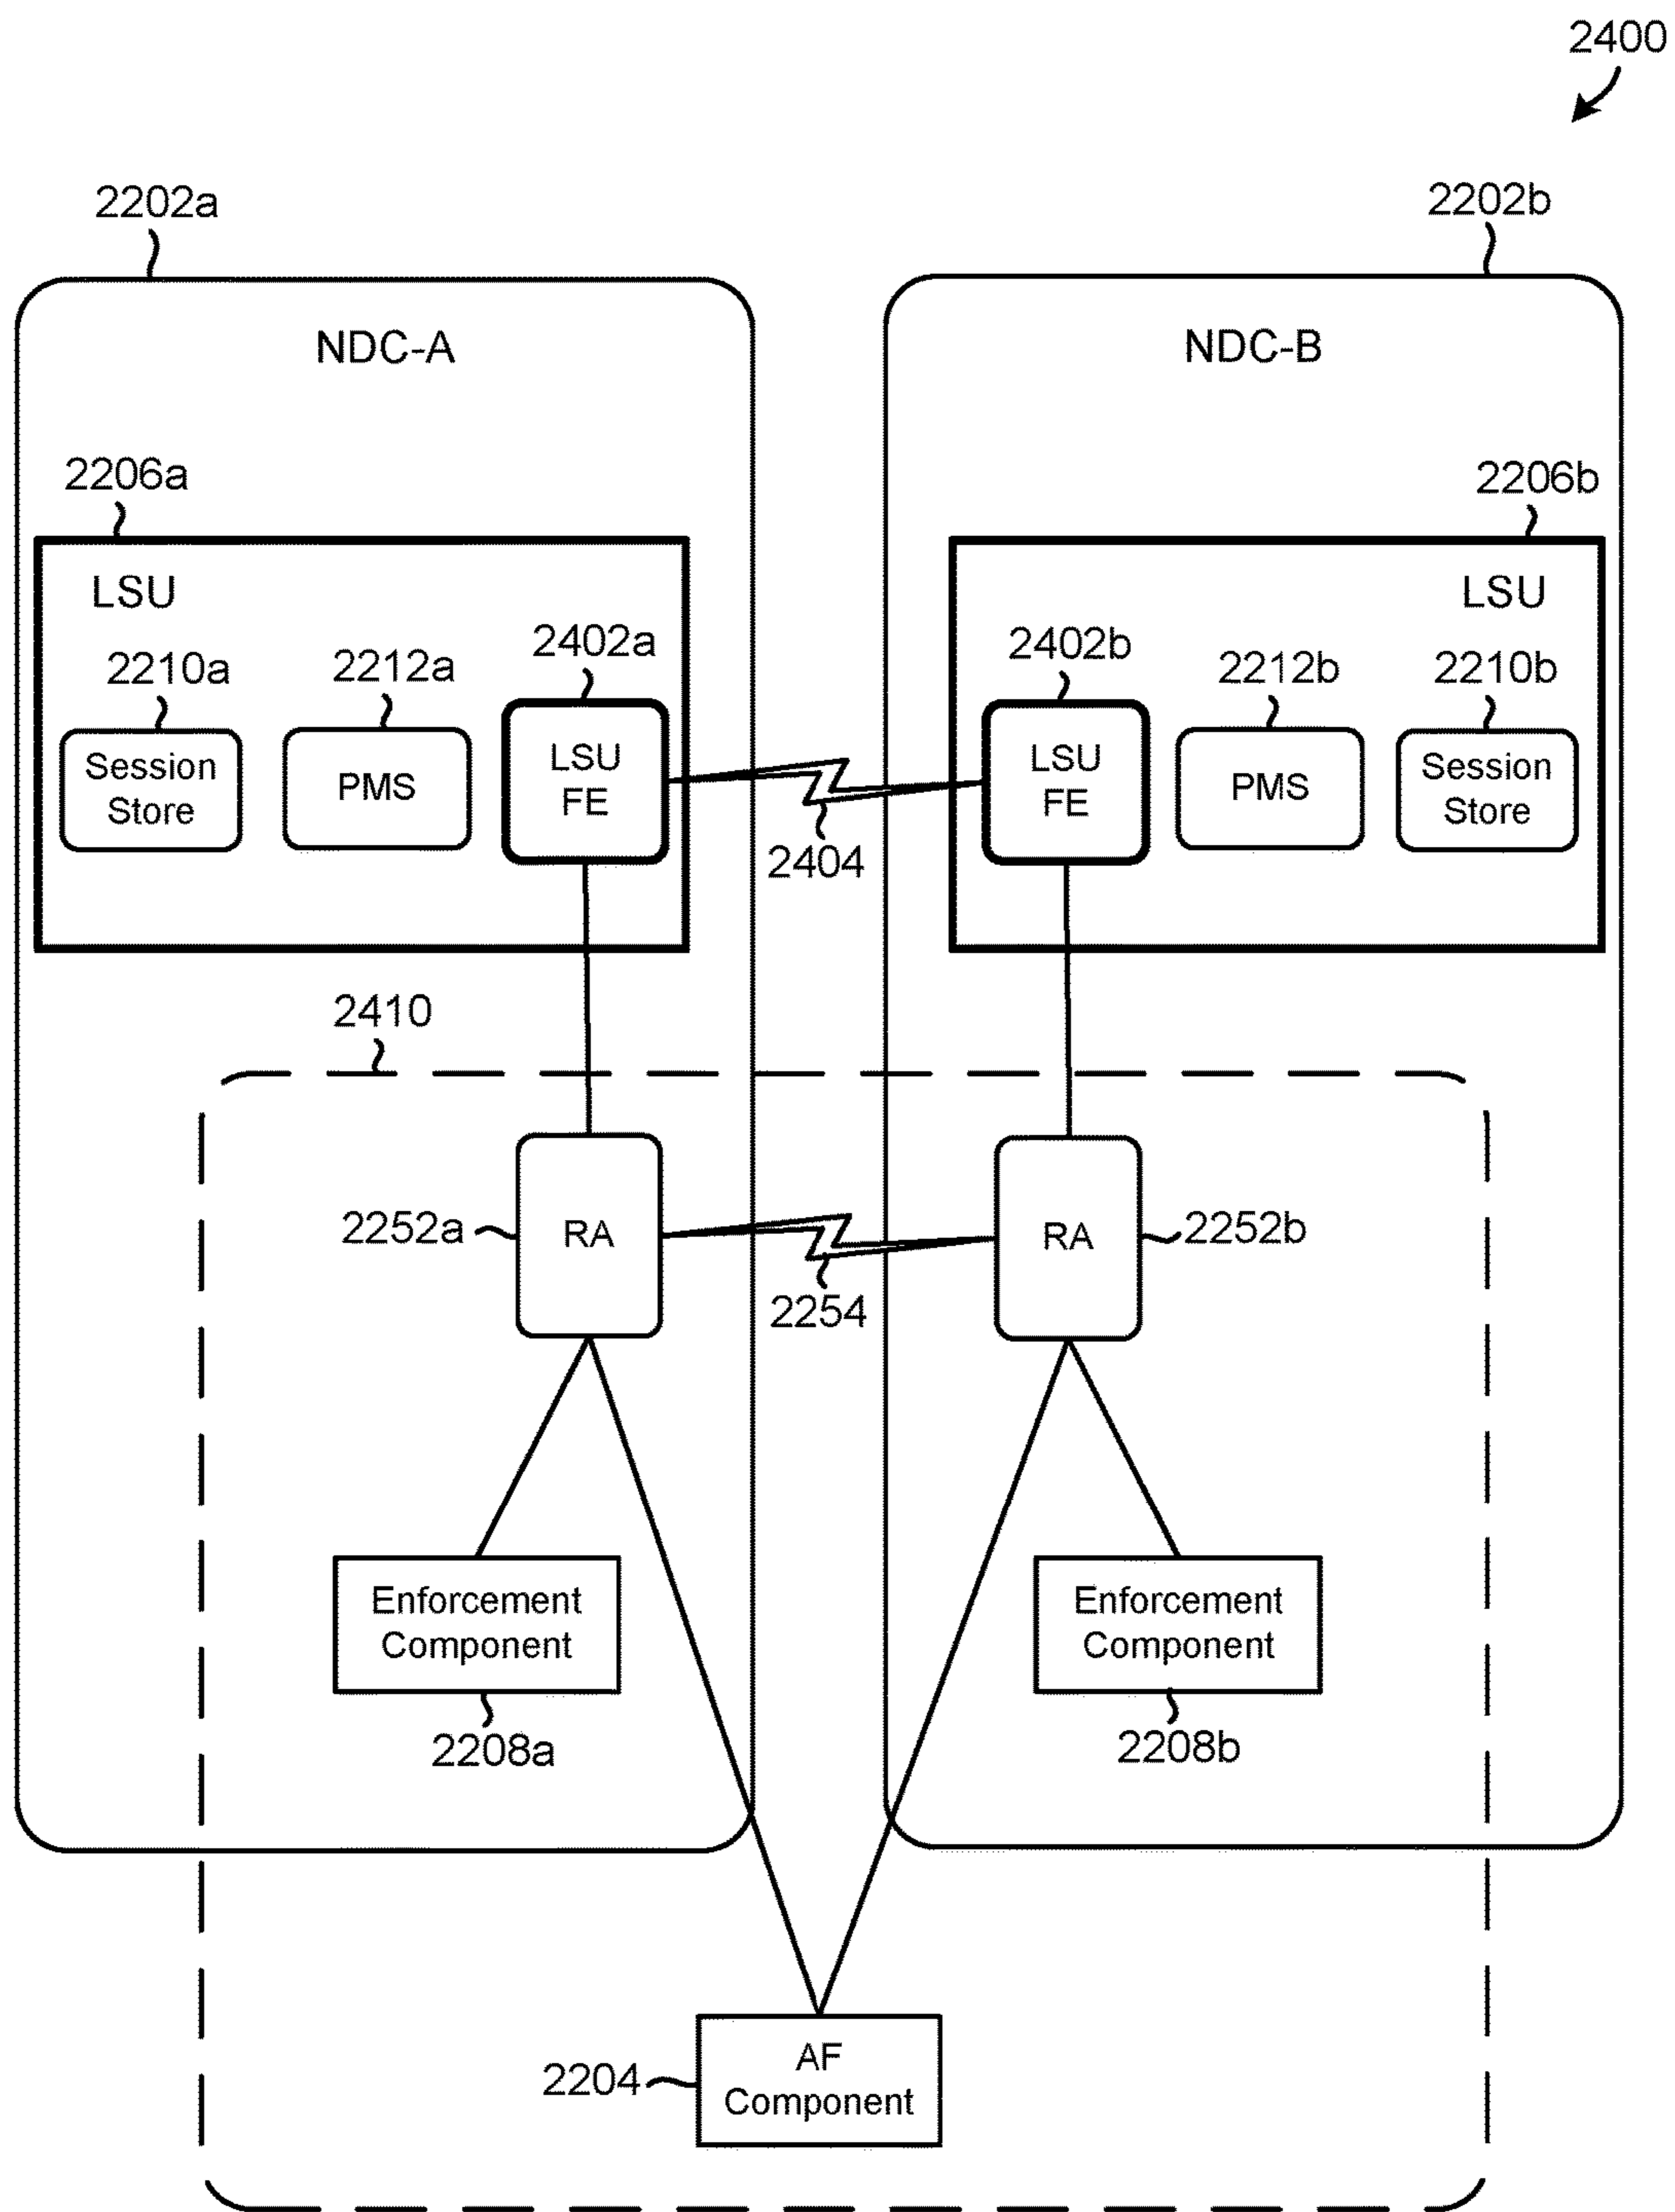 2400
2202a
2202b
NDC-A
NDC-B
2206a
2206b
LSU
LSU
2402a
2402b
2210a
2212a
2212b
2210b
Session
Store
PMS
LSU
FE
LSU
FE
PMS
Session
Store
2404
2410
2252a
RA
RA
2252b
2254
Enforcement
Component
Enforcement
Component
2208a
2208b
2204
AF
Component